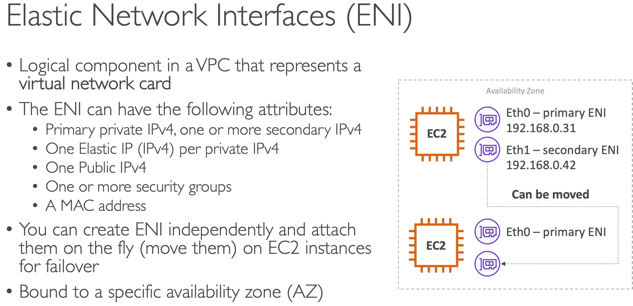 Elastic Network Interfaces (ENI)
• Logical component in a VPC that represents a
virtual network card
• The ENI can have the following attributes:
• Primary private IPv4, one or more secondary IPv4
• One Elastic IP (IPv4) per private IPv4
• One Public IPv4
• One or more security groups
• A MAC address
• You can create ENI independently and attach
them on the fly (move them) on EC2 instances
for failover
• Bound to a specific availability zone (AZ)
Availability Zone
EC2
Eth0 – primary ENI
192.168.0.31
Eth1 – secondary ENI
192.168.0.42
Can be moved
EC2
Eth0 – primary ENI